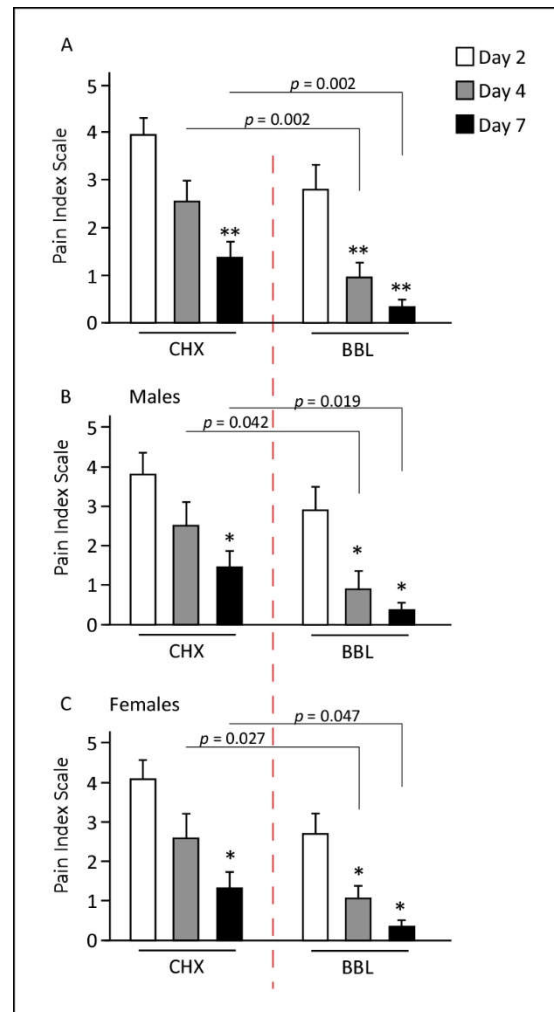 A
Day 2
Day 4
Day 7
p = 0.002
p = 0.002
Pain Index Scale
5
4
3
2
1
0
**
**
**
CHX
BBL
B Males
p = 0.019
p = 0.042
Pain Index Scale
5
4
3
2
1
0
*
*
*
CHX
BBL
C Females
p = 0.047
p = 0.027
Pain Index Scale
5
4
3
2
1
0
*
*
*
CHX
BBL